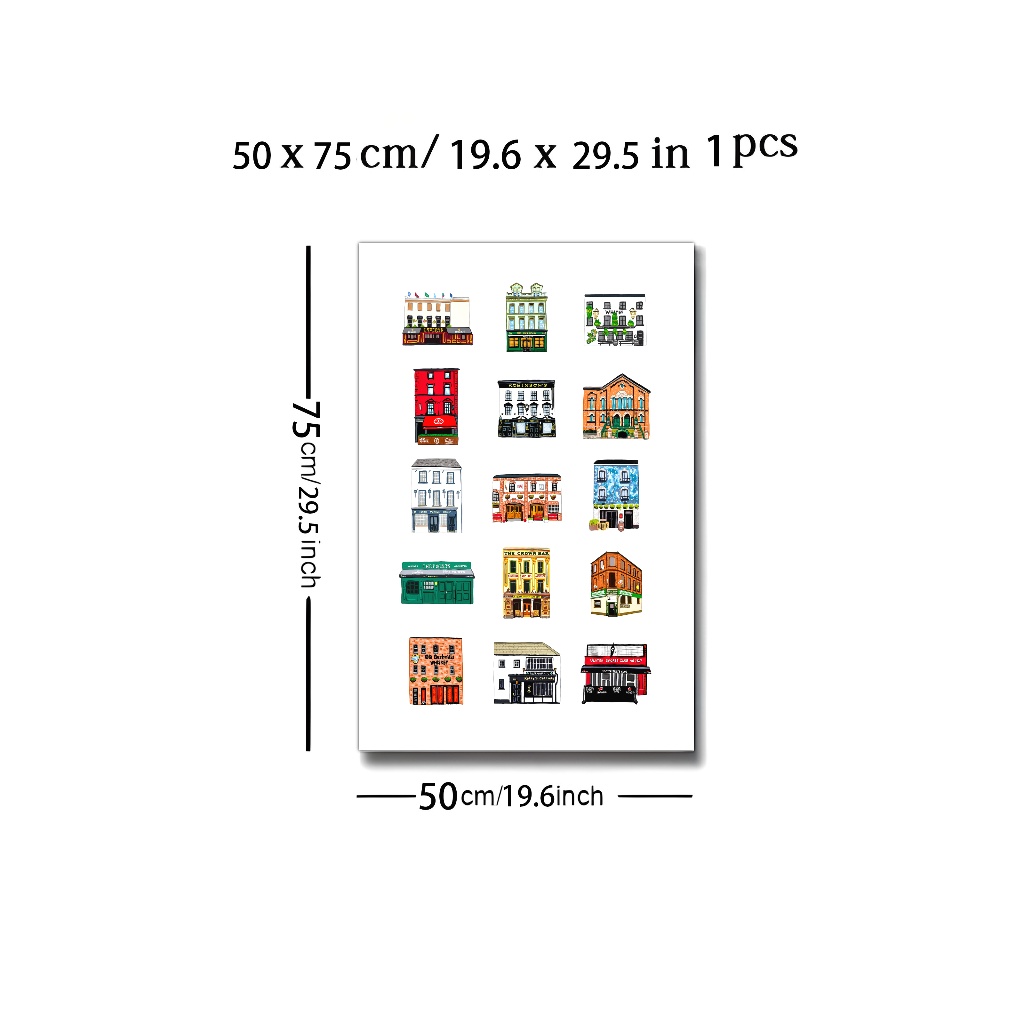 50 x 75 cm/ 19.6 x 29.5 in 1 pcs
75cm/29.5inch
ROBINSON'S
THE CROWN BAR
50cm/19.6inch